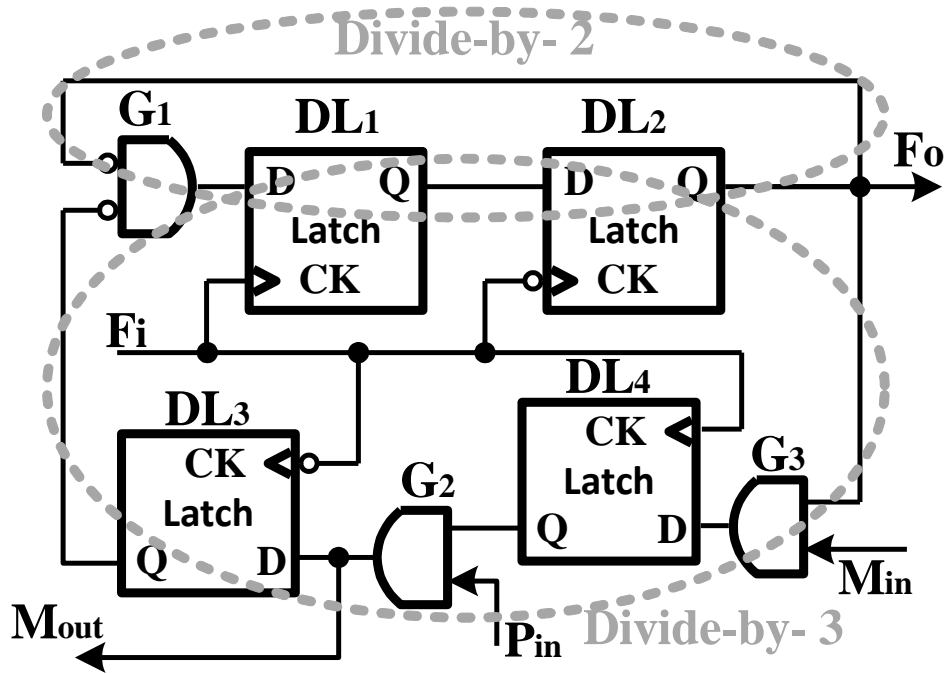 Divide-by- 2
G1
DL1
DL2
Fo
D Q
D Q
Latch
Latch
CK
CK
Fi
DL4
DL3
CK
CK
G3
G2
Latch
Latch
Q D
Q D
Min
Mout
Pin
Divide-by- 3